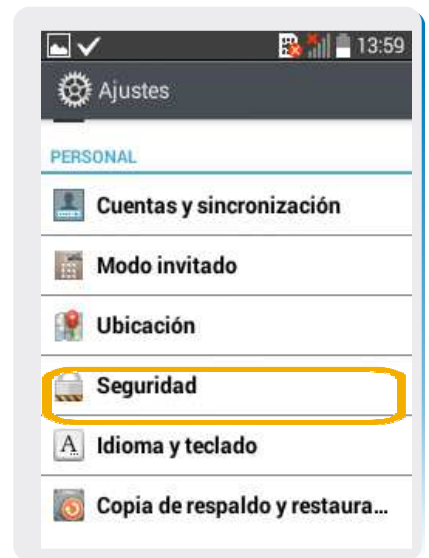 13:59
Ajustes
PERSONAL
Cuentas y sincronización
Modo invitado
Ubicación
Seguridad
A Idioma y teclado
Copia de respaldo y restaura...